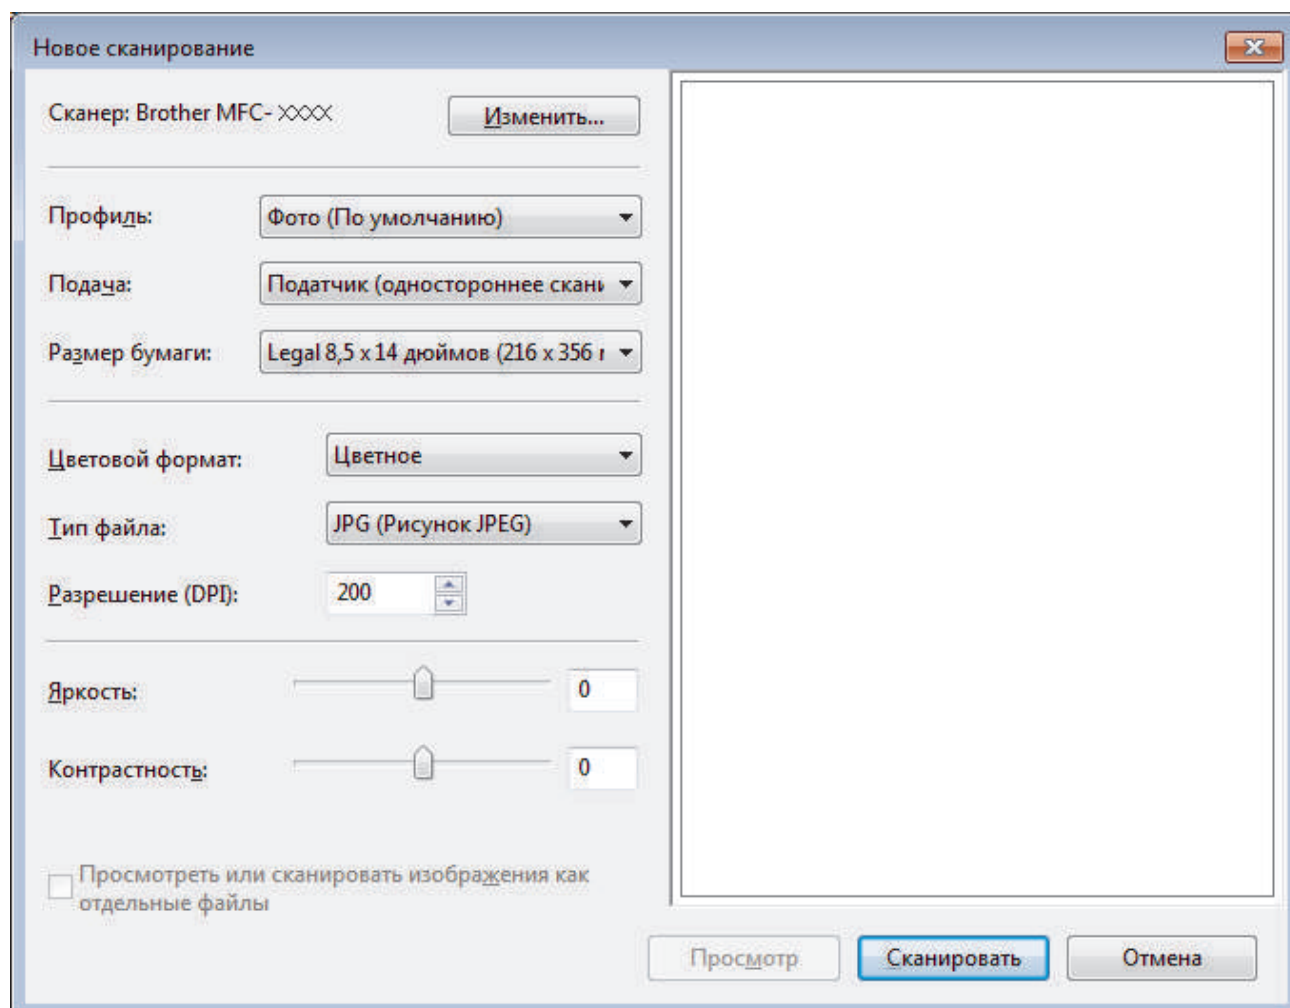 Новое сканирование
Сканер: Brother MFC- XXXX
Изменить...
Профиль:
Фото (По умолчанию)
Подача:
Податчик (одностороннее скани
Размер бумаги:
Legal 8,5 x 14 дюймов (216 x 356 м
Цветовой формат:
Цветное
Тип файла:
JPG (Рисунок JPEG)
Разрешение (DPI):
200
Яркость:
0
Контрастность:
0
Просмотреть или сканировать изображения как
отдельные файлы
Просмотр
Сканировать
Отмена